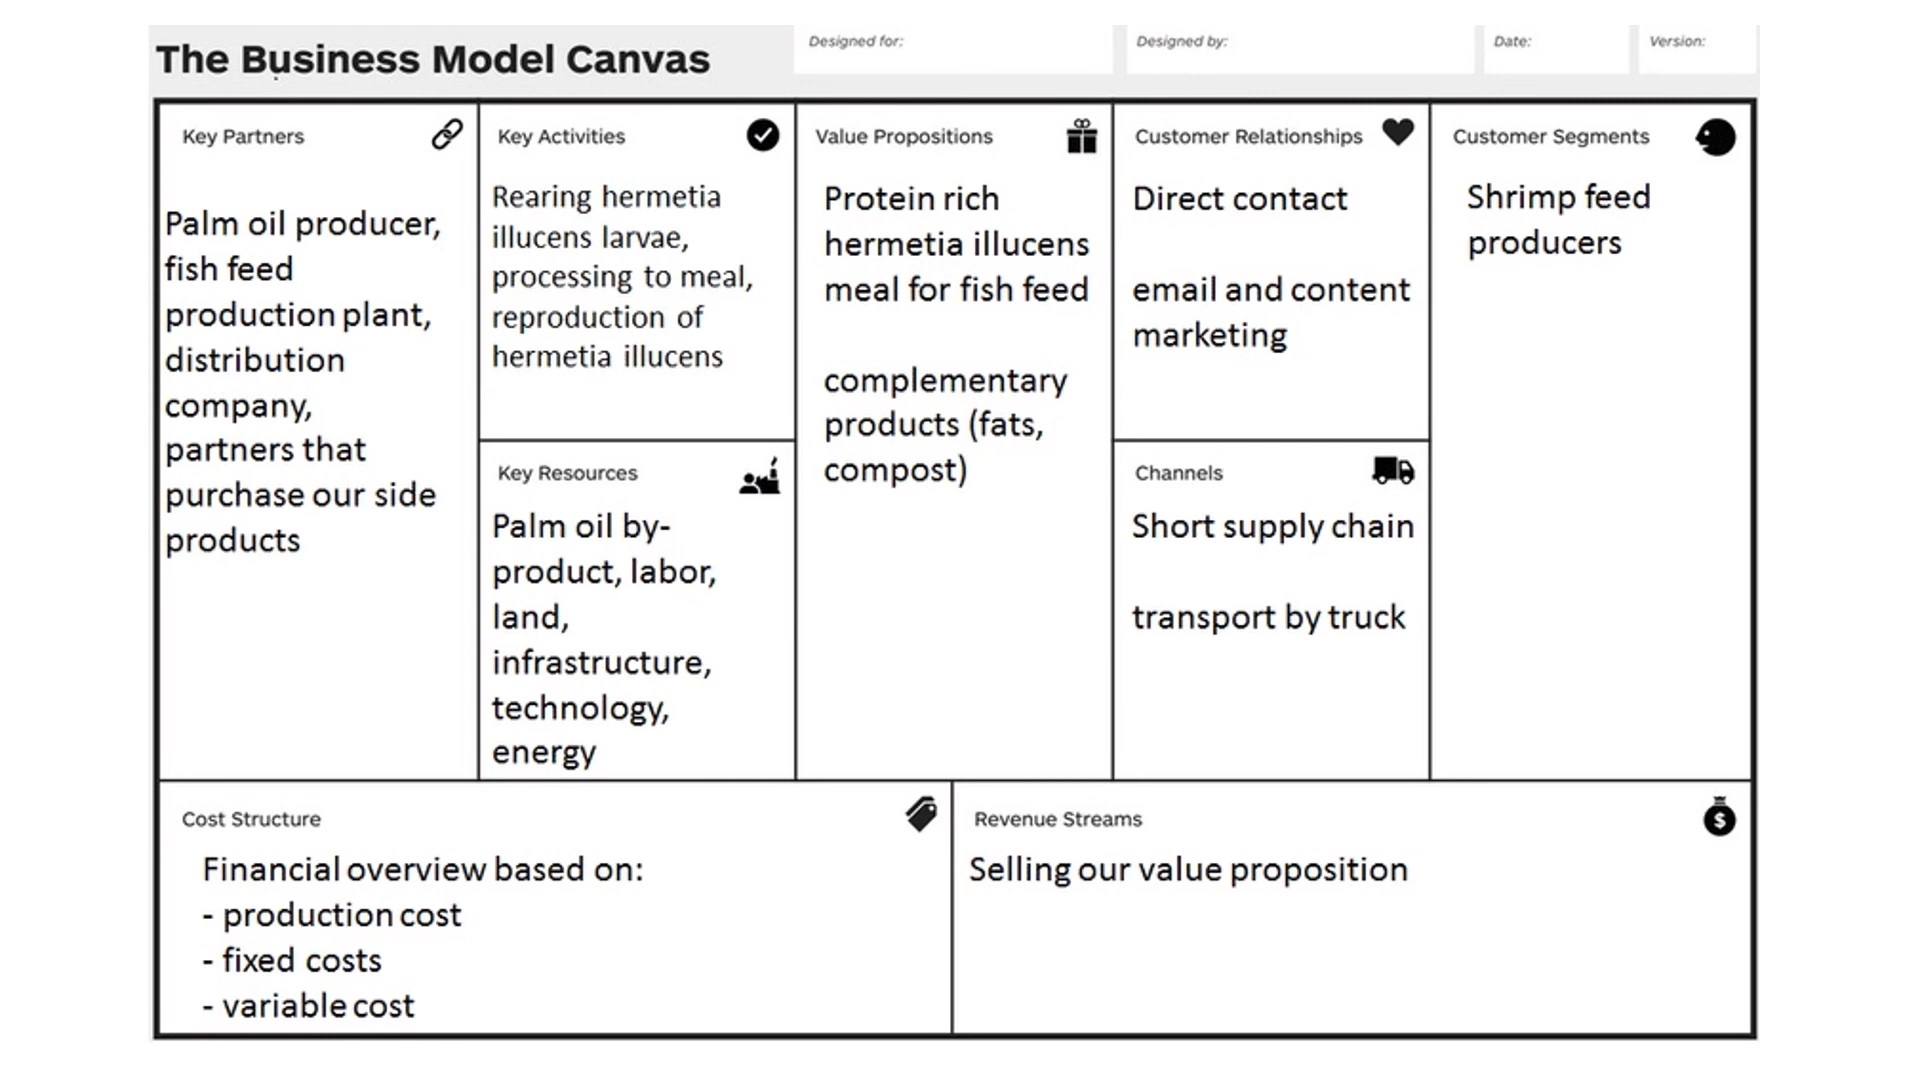 The Business Model Canvas
Designed for:
Designed by:
Date:
Version:
Key Partners
Palm oil producer,
fish feed
production plant,
distribution
company,
partners that
purchase our side
products
Key Activities
Rearing hermetia
illucens larvae,
processing to meal,
reproduction of
hermetia illucens
Key Resources
Palm oil by-
product, labor,
land,
infrastructure,
technology,
energy
Value Propositions
Protein rich
hermetia illucens
meal for fish feed
complementary
products (fats,
compost)
Customer Relationships
Direct contact
email and content
marketing
Channels
Short supply chain
transport by truck
Customer Segments
Shrimp feed
producers
Cost Structure
Financial overview based on:
- production cost
- fixed costs
- variable cost
Revenue Streams
$
Selling our value proposition